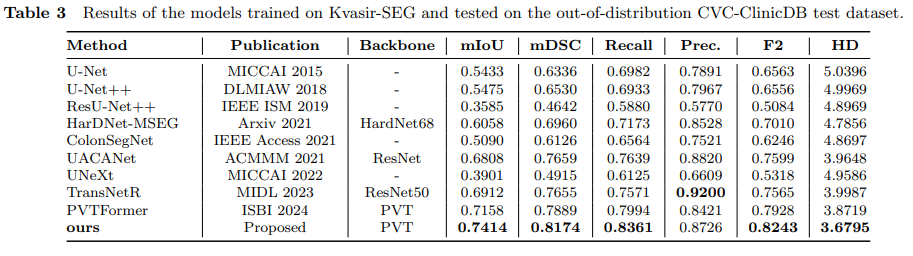 Table 3 Results of the models trained on Kvasir-SEG and tested on the out-of-distribution CVC-ClinicDB test dataset.
Method Publication Backbone mIoU mDSC Recall Prec. F2 HD
U-Net MICCAI 2015 - 0.5433 0.6336 0.6982 0.7891 0.6563 5.0396
U-Net++ DLMIAW 2018 - 0.5475 0.6530 0.6933 0.7967 0.6556 4.9969
ResU-Net++ IEEE ISM 2019 - 0.3585 0.4642 0.5880 0.5770 0.5084 4.8969
HarDNet-MSEG Arxiv 2021 HardNet68 0.6058 0.6960 0.7173 0.8528 0.7010 4.7856
ColonSegNet IEEE Access 2021 - 0.5090 0.6126 0.6564 0.7521 0.6246 4.8697
UACANet ACMMM 2021 ResNet 0.6808 0.7659 0.7639 0.8820 0.7599 3.9648
UNeXt MICCAI 2022 - 0.3901 0.4915 0.6125 0.6609 0.5318 4.9586
TransNetR MIDL 2023 ResNet50 0.6912 0.7655 0.7571 0.9200 0.7565 3.9987
PVTFormer ISBI 2024 PVT 0.7158 0.7889 0.7994 0.8421 0.7928 3.8719
ours Proposed PVT 0.7414 0.8174 0.8361 0.8726 0.8243 3.6795